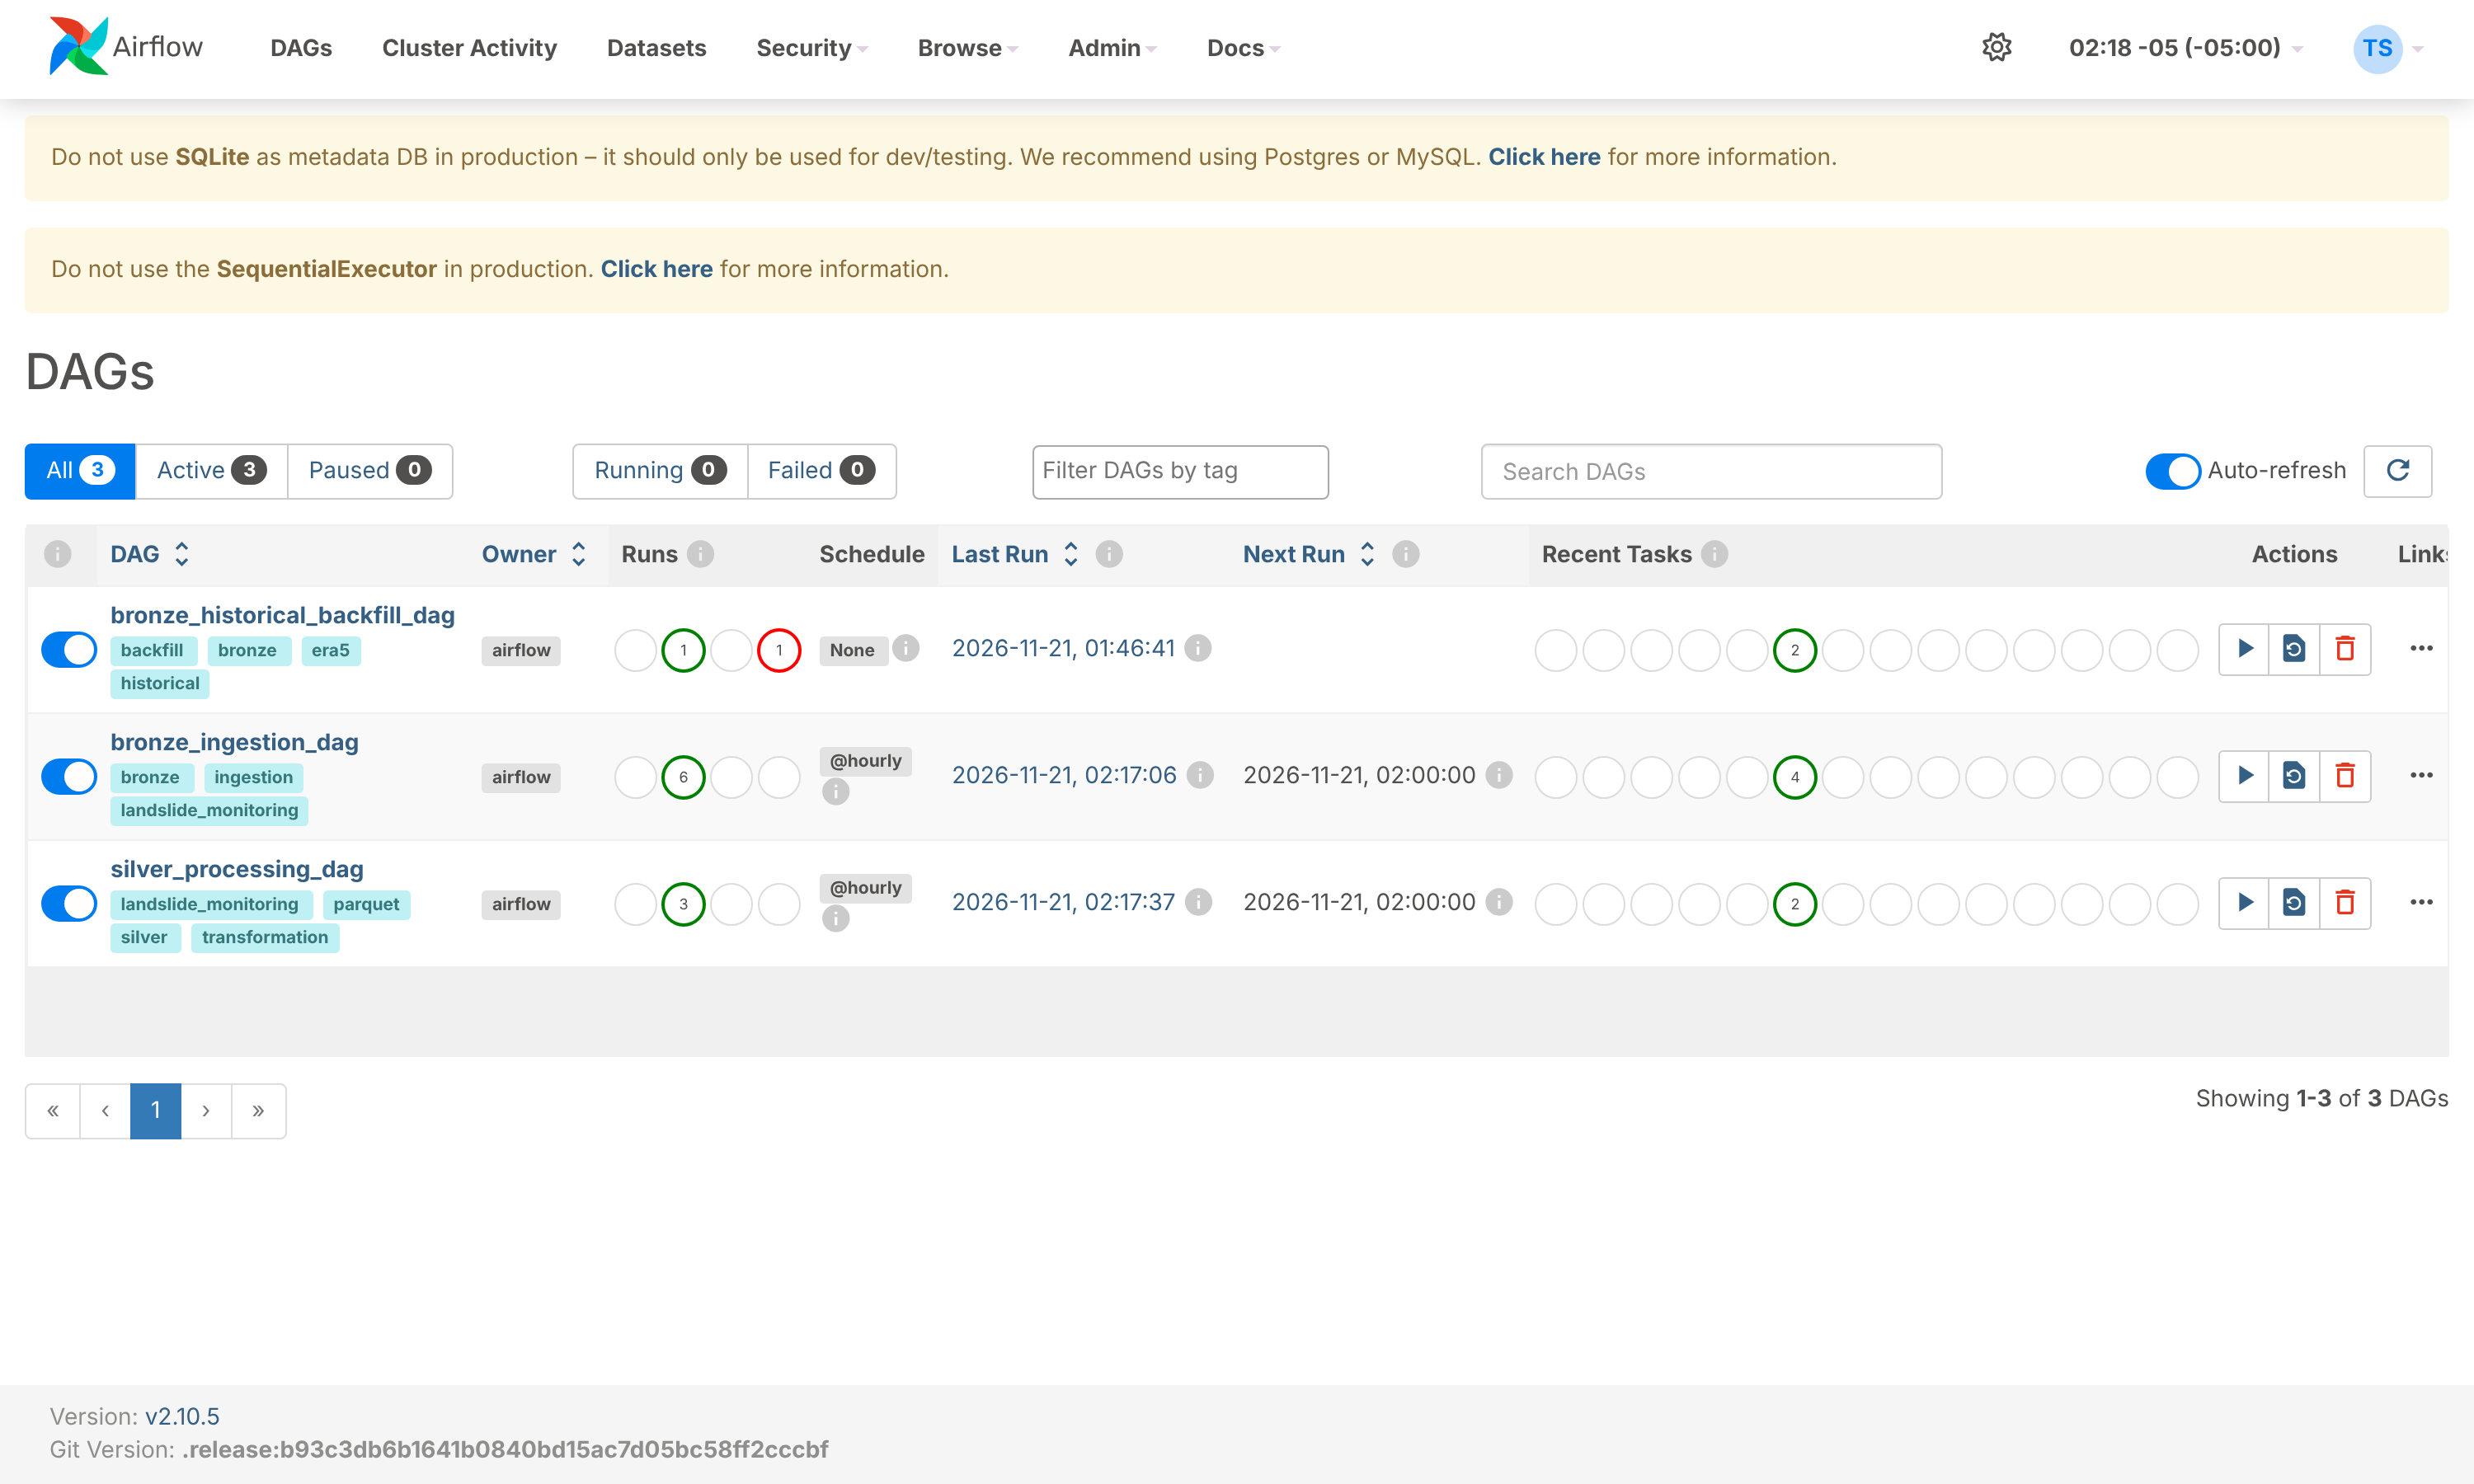 Airflow DAGs Cluster Activity Datasets Security Browse Admin Docs 02:18 -05 (-05:00) TS
Do not use SQLite as metadata DB in production – it should only be used for dev/testing. We recommend using Postgres or MySQL. Click here for more information.
Do not use the SequentialExecutor in production. Click here for more information.
DAGs
All 3 Active 3 Paused 0 Running 0 Failed 0 Filter DAGs by tag Search DAGs Auto-refresh
DAG Owner Runs Schedule Last Run Next Run Recent Tasks Actions Links
bronze_historical_backfill_dag
backfill bronze era5 airflow 1 1 None 2026-11-21, 01:46:41 2
historical
bronze_ingestion_dag
bronze ingestion airflow 6 @hourly 2026-11-21, 02:17:06 2026-11-21, 02:00:00 4
landslide_monitoring
silver_processing_dag
landslide_monitoring parquet airflow 3 @hourly 2026-11-21, 02:17:37 2026-11-21, 02:00:00 2
silver transformation
« ‹ 1 › » Showing 1-3 of 3 DAGs
Version: v2.10.5
Git Version: .release:b93c3db6b1641b0840bd15ac7d05bc58ff2cccbf